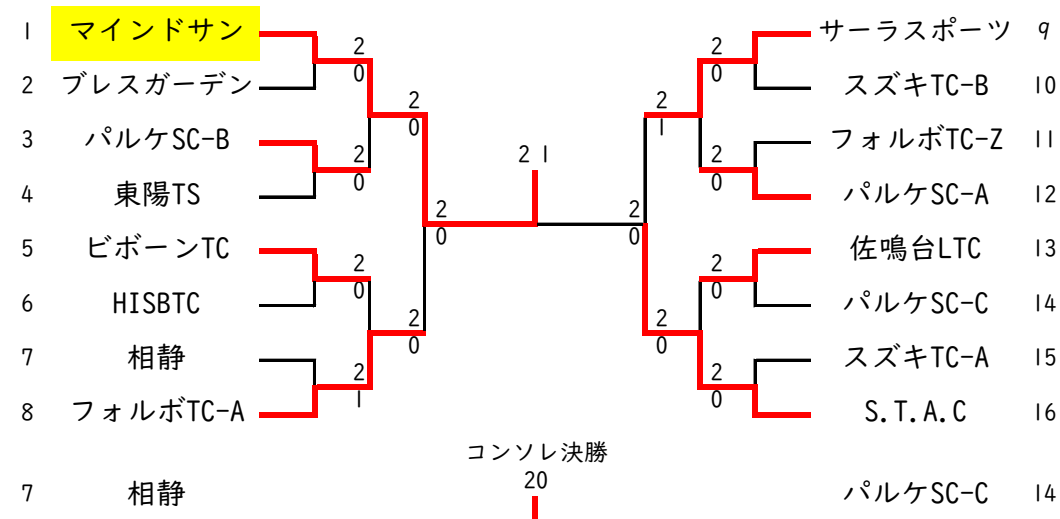 1 マインドサン
2 ブレスガーデン
3 パルケSC-B
4 東陽TS
5 ビボーンTC
6 HISBTC
7 相静
8 フォルボTC-A
2
0
2
0
2
0
2
1
2
0
2
0
2
0
2 1
2
0
2
1
2
0
2
0
2
0
2
0
2
0
サーラスポーツ 9
スズキTC-B 10
フォルボTC-Z 11
パルケSC-A 12
佐鳴台LTC 13
パルケSC-C 14
スズキTC-A 15
S.T.A.C 16
コンソレ決勝
20
7 相静
パルケSC-C 14